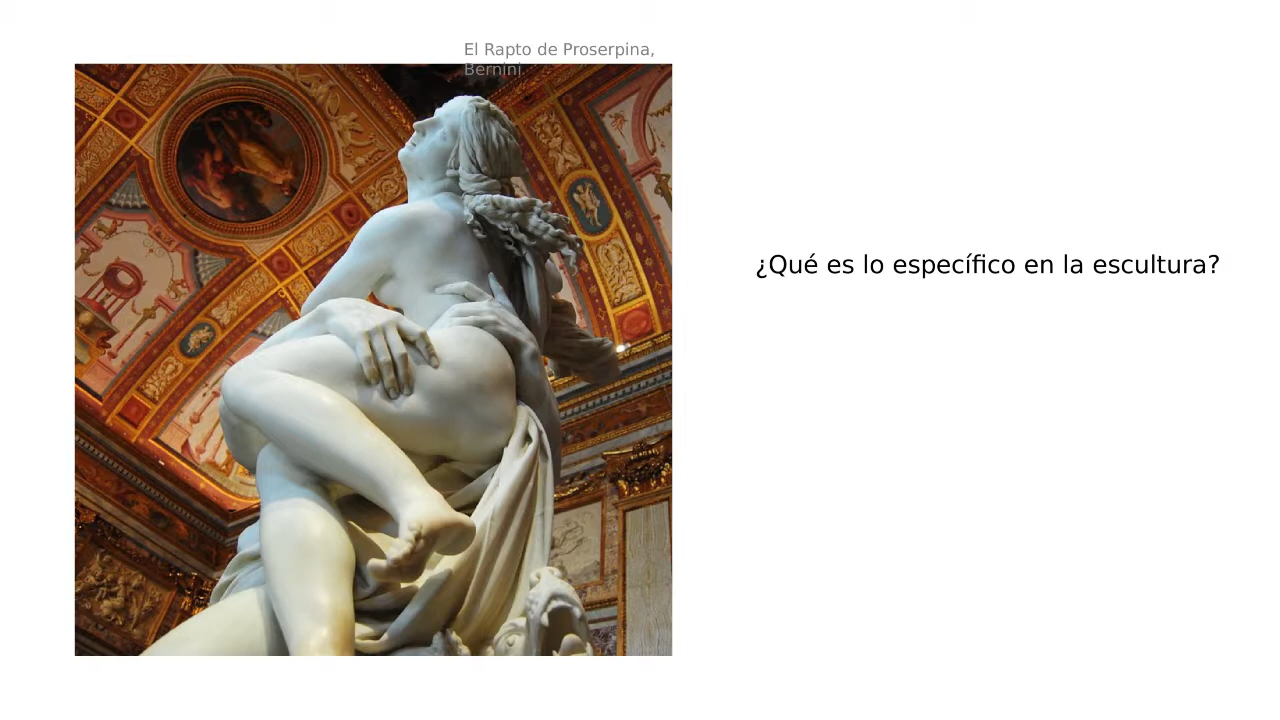 El Rapto de Proserpina,
Bernini
¿Qué es lo específico en la escultura?